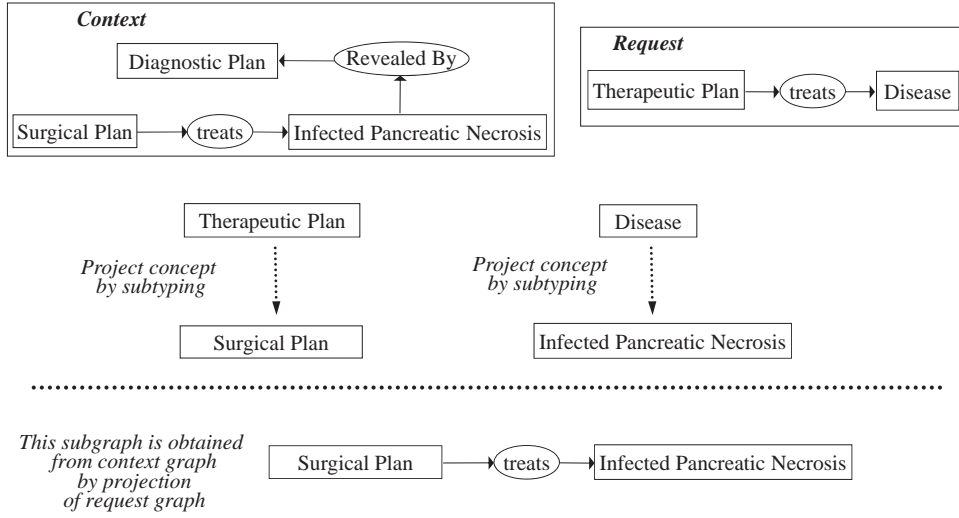 Context
Diagnostic Plan
Revealed By
Surgical Plan
treats
Infected Pancreatic Necrosis
Request
Therapeutic Plan
treats
Disease
Therapeutic Plan
Disease
Project concept
by subtyping
Project concept
by subtyping
Surgical Plan
Infected Pancreatic Necrosis
This subgraph is obtained
from context graph
by projection
of request graph
Surgical Plan
treats
Infected Pancreatic Necrosis